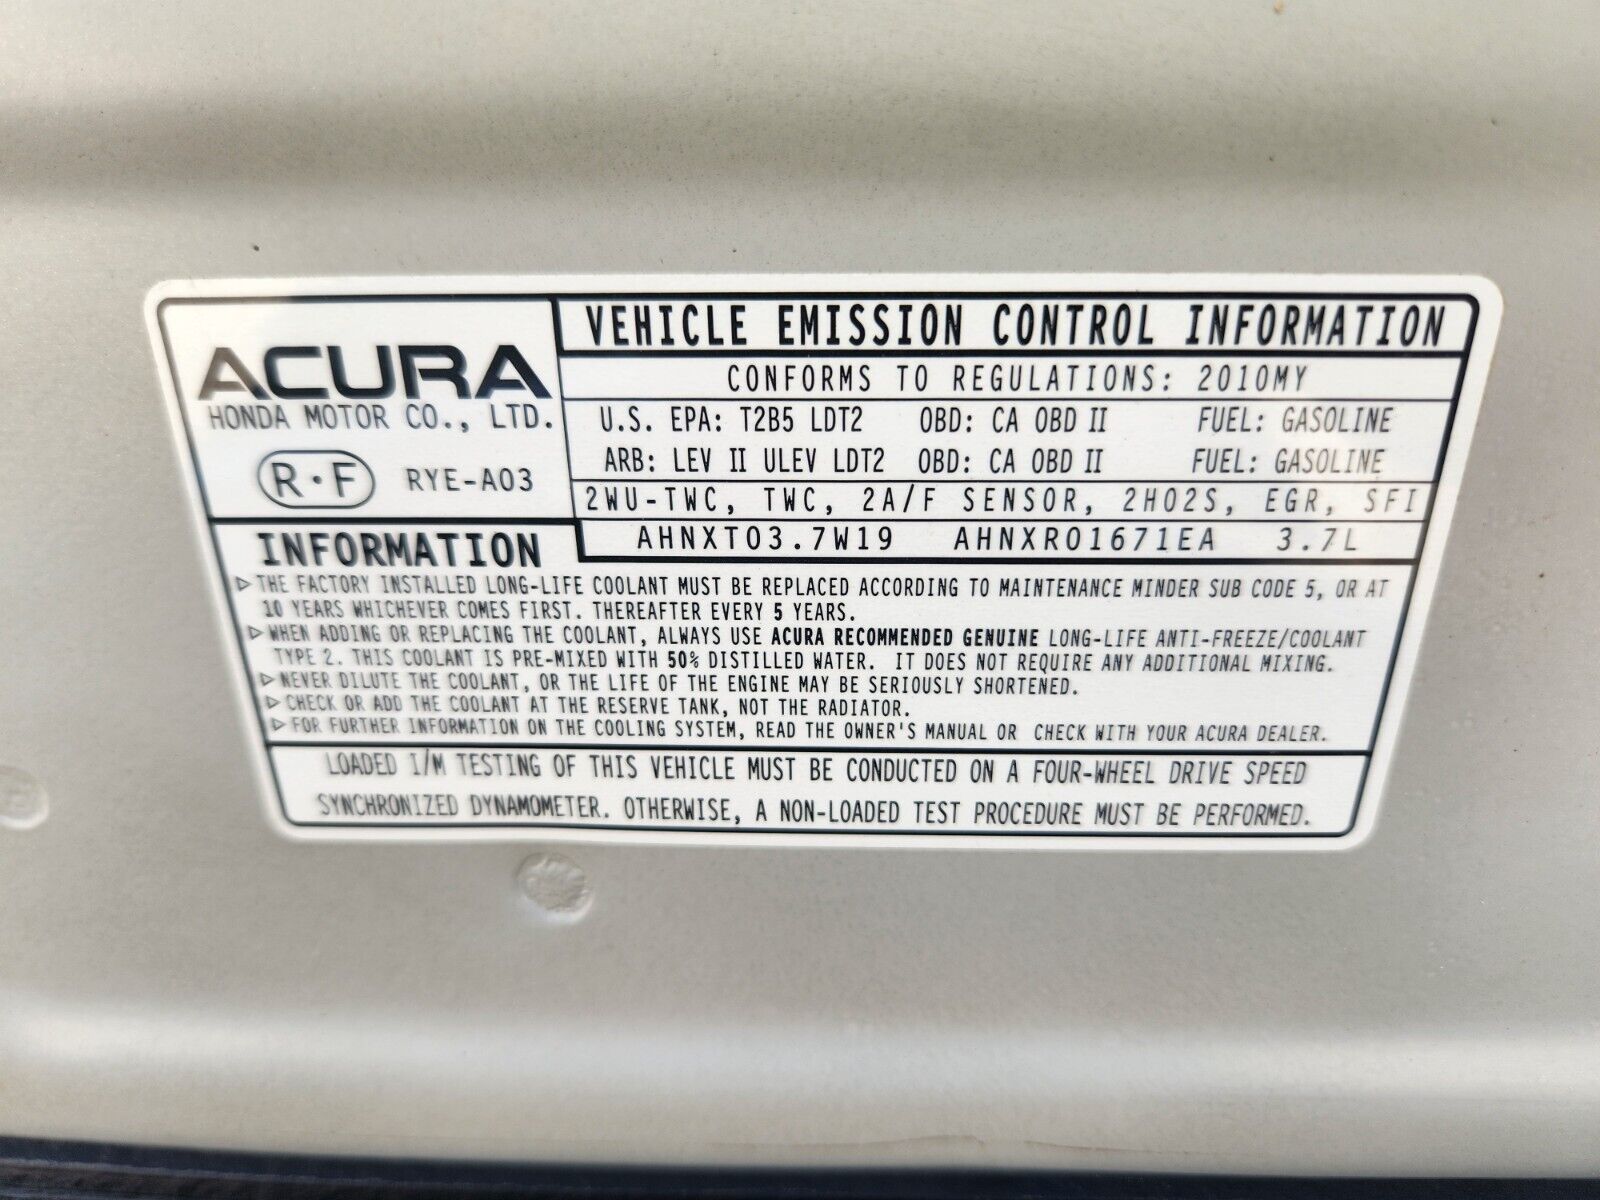 ACURA
HONDA MOTOR CO., LTD.
R·F RYE-A03
VEHICLE EMISSION CONTROL INFORMATION
CONFORMS TO REGULATIONS: 2010MY
U.S. EPA: T2B5 LDT2 OBD: CA OBD II FUEL: GASOLINE
ARB: LEV II ULEV LDT2 OBD: CA OBD II FUEL: GASOLINE
2WU-TWC, TWC, 2A/F SENSOR, 2HO2S, EGR, SFI
AHNXT03.7W19 AHNXR01671EA 3.7L
INFORMATION
▷ THE FACTORY INSTALLED LONG-LIFE COOLANT MUST BE REPLACED ACCORDING TO MAINTENANCE MINDER SUB CODE 5, OR AT
10 YEARS WHICHEVER COMES FIRST. THEREAFTER EVERY 5 YEARS.
▷ WHEN ADDING OR REPLACING THE COOLANT, ALWAYS USE ACURA RECOMMENDED GENUINE LONG-LIFE ANTI-FREEZE/COOLANT
TYPE 2. THIS COOLANT IS PRE-MIXED WITH 50% DISTILLED WATER. IT DOES NOT REQUIRE ANY ADDITIONAL MIXING.
▷ NEVER DILUTE THE COOLANT, OR THE LIFE OF THE ENGINE MAY BE SERIOUSLY SHORTENED.
▷ CHECK OR ADD THE COOLANT AT THE RESERVE TANK, NOT THE RADIATOR.
▷ FOR FURTHER INFORMATION ON THE COOLING SYSTEM, READ THE OWNER'S MANUAL OR CHECK WITH YOUR ACURA DEALER.
LOADED I/M TESTING OF THIS VEHICLE MUST BE CONDUCTED ON A FOUR-WHEEL DRIVE SPEED
SYNCHRONIZED DYNAMOMETER. OTHERWISE, A NON-LOADED TEST PROCEDURE MUST BE PERFORMED.